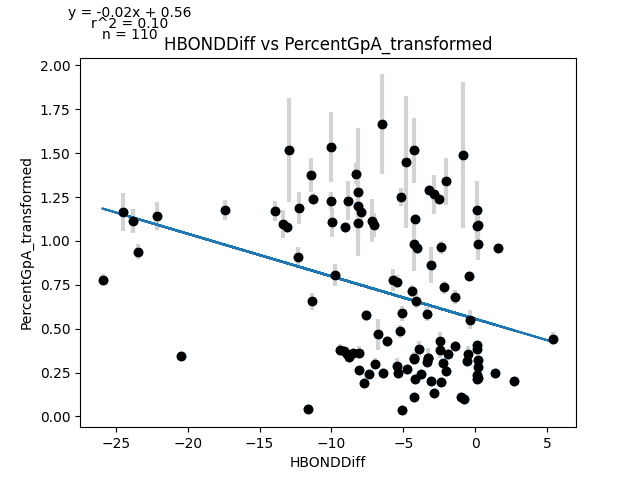 y = -0.02x + 0.56
r^2 = 0.10
n = 110
HBONDDiff vs PercentGpA_transformed
2.00
1.75
1.50
1.25
1.00
0.75
0.50
0.25
0.00
PercentGpA_transformed
−25
−20
−15
−10
−5
0
5
HBONDDiff